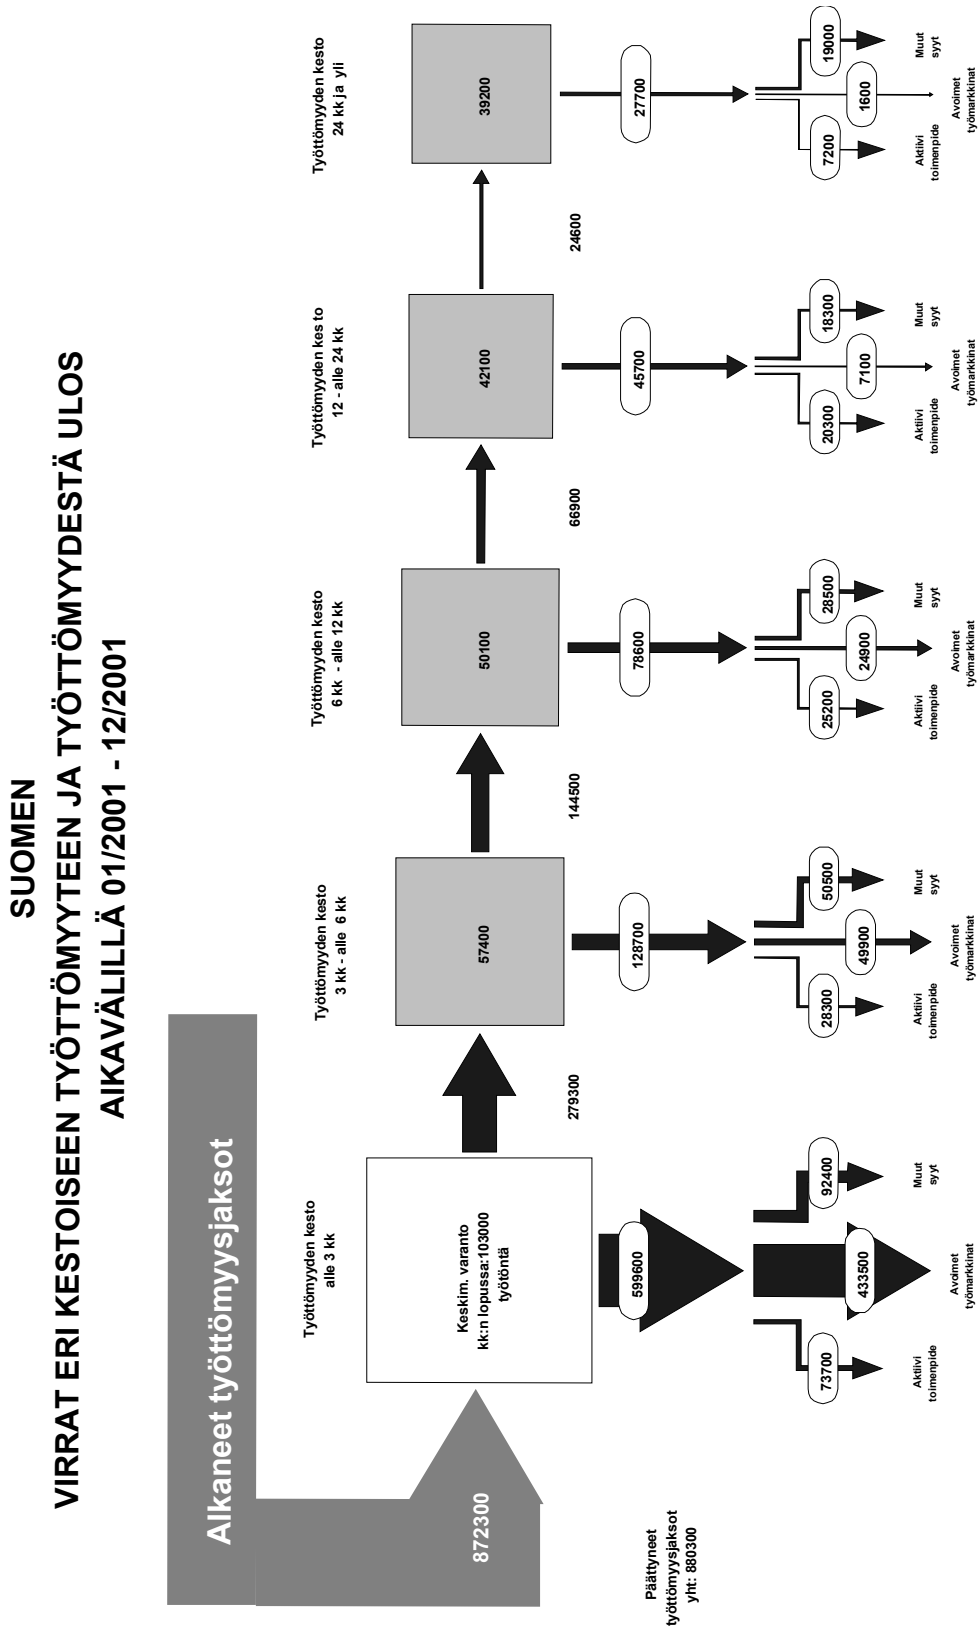 SUOMEN
VIRRAT ERI KESTOISEEN TYÖTTÖMYYTEEN JA TYÖTTÖMYYDESTÄ ULOS
AIKAVÄLILLÄ 01/2001 - 12/2001
Alkaneet työttömyysjaksot
872300
Työttömyyden kesto
alle 3 kk
Keskim. varanto
kk:n lopussa:103000
työtöntä
279300
Työttömyyden kesto
3 kk - alle 6 kk
57400
144500
Työttömyyden kesto
6 kk - alle 12 kk
50100
66900
Työttömyyden kesto
12 - alle 24 kk
42100
24600
Työttömyyden kesto
24 kk ja yli
39200
Päättyneet
työttömyysjaksot
yht: 880300
599600
73700
433500
92400
Aktiivi
toimenpide
Avoimet
työmarkkinat
Muut
syyt
128700
28300
49900
50500
Aktiivi
toimenpide
Avoimet
työmarkkinat
Muut
syyt
78600
25200
24900
28500
Aktiivi
toimenpide
Avoimet
työmarkkinat
Muut
syyt
45700
20300
7100
18300
Aktiivi
toimenpide
Avoimet
työmarkkinat
Muut
syyt
27700
7200
1600
19000
Aktiivi
toimenpide
Avoimet
työmarkkinat
Muut
syyt